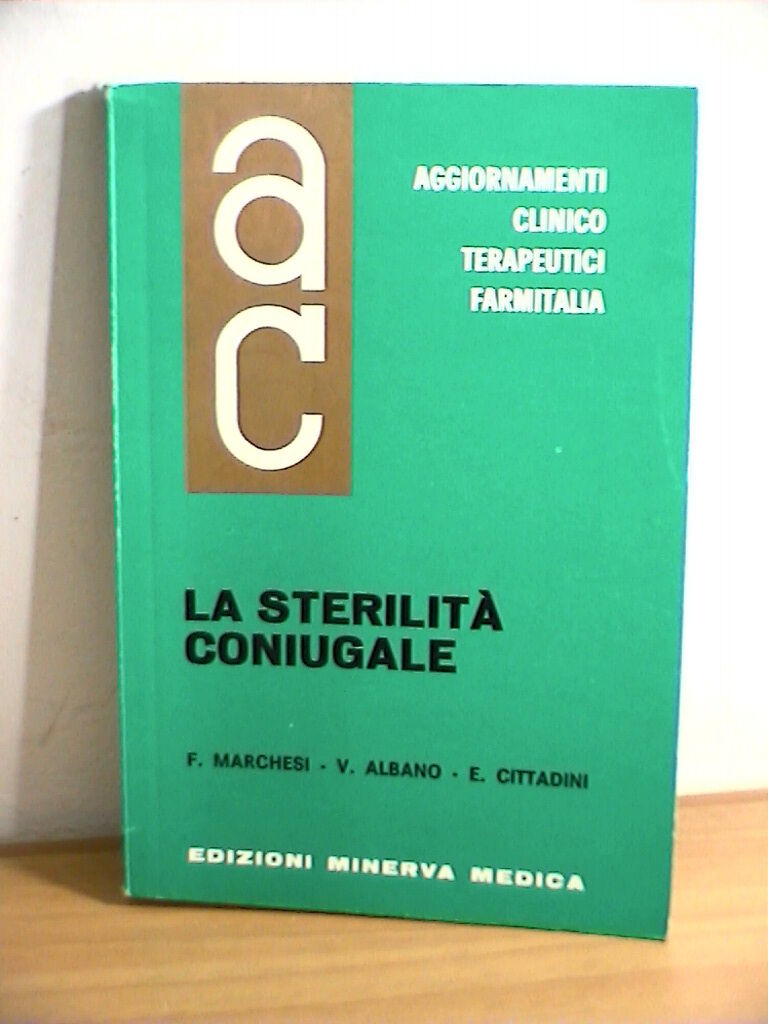 ac
AGGIORNAMENTI
CLINICO
TERAPEUTICI
FARMITALIA
LA STERILITÀ
CONIUGALE
F. MARCHESI - V. ALBANO - E. CITTADINI
EDIZIONI MINERVA MEDICA